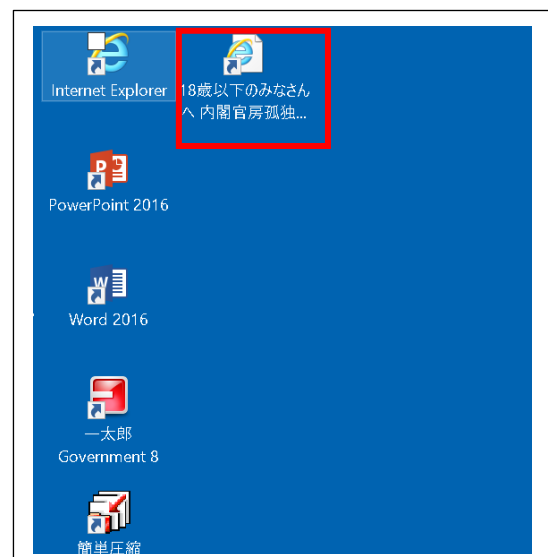 Internet Explorer
18歳以下のみなさん
へ 内閣官房孤独...
PowerPoint 2016
Word 2016
一太郎
Government 8
簡単圧縮